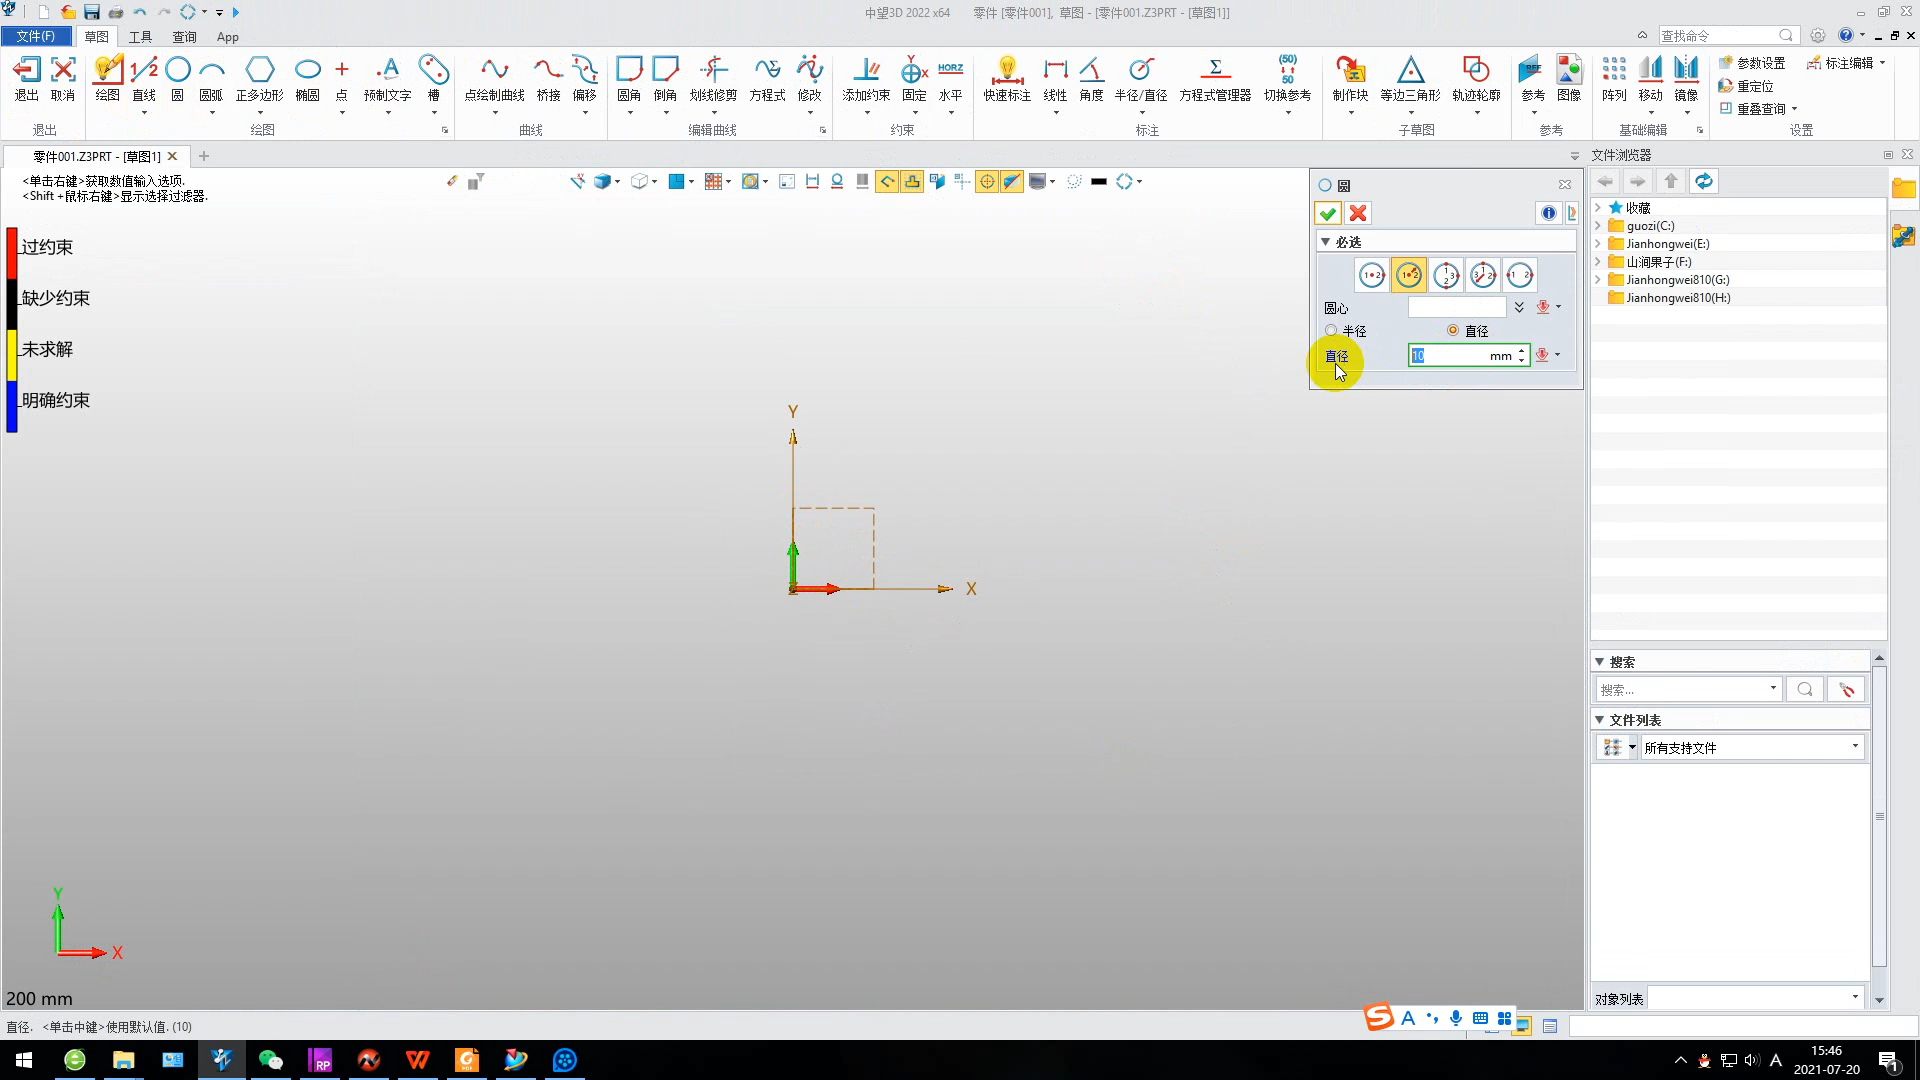 中望3D 2022 x64 零件 [零件001], 草图 - [零件001.Z3PRT - [草图1]]
文件(F) 草图 工具 查询 App 查找命令
退出 取消 绘图 直线 圆 圆弧 正多边形 椭圆 点 预制文字 槽 点绘制曲线 桥接 偏移 圆角 倒角 划线修剪 方程式 修改 添加约束 固定 水平 快速标注 线性 角度 半径/直径 方程式管理器 切换参考 制作块 等边三角形 轨迹轮廓 参考 图像 阵列 移动 镜像 参数设置 标注编辑
重定位
重叠查询
退出 绘图 曲线 编辑曲线 约束 标注 子草图 参考 基础编辑 设置
零件001.Z3PRT - [草图1]
<单击右键>获取数值输入选项.
<Shift +鼠标右键>显示选择过滤器.
过约束
缺少约束
未求解
明确约束
圆
必选
圆心
半径 直径
直径 10 mm
Y
X
Y
X
200 mm
文件浏览器
收藏
guozi(C:)
Jianhongwei(E:)
山涧果子(F:)
Jianhongwei810(G:)
Jianhongwei810(H:)
搜索
搜索...
文件列表
所有支持文件
对象列表
直径. <单击中键>使用默认值. (10)
15:46
2021-07-20